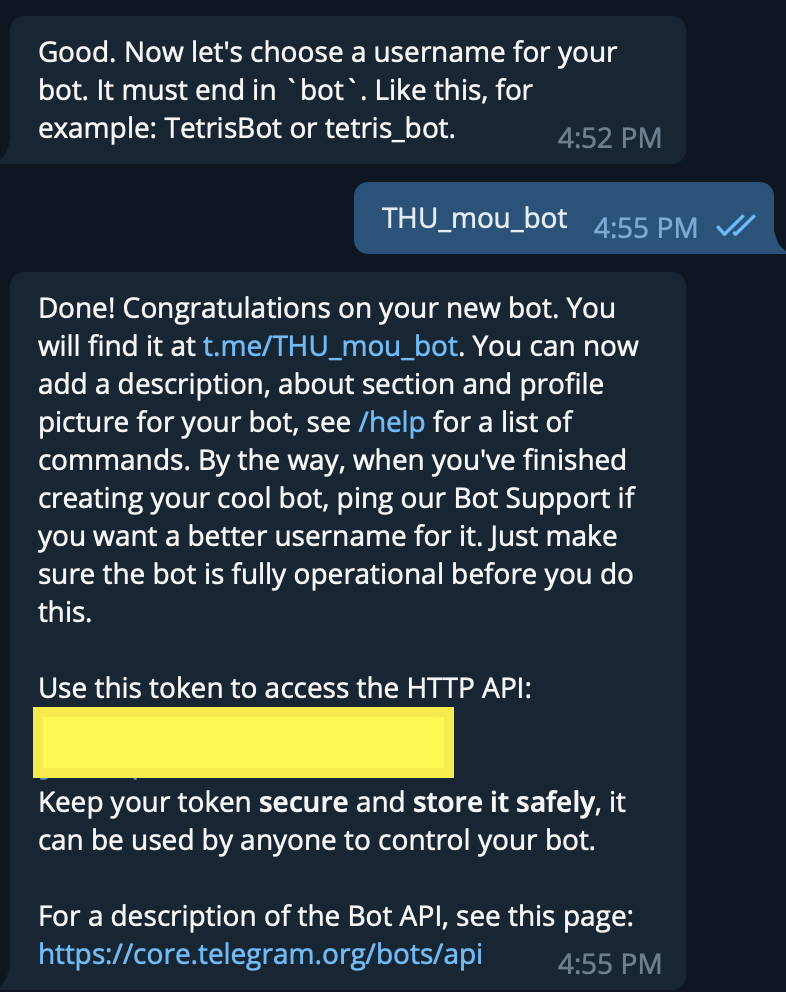 Good. Now let's choose a username for your
bot. It must end in `bot`. Like this, for
example: TetrisBot or tetris_bot.
4:52 PM
THU_mou_bot
4:55 PM
Done! Congratulations on your new bot. You
will find it at t.me/THU_mou_bot. You can now
add a description, about section and profile
picture for your bot, see /help for a list of
commands. By the way, when you've finished
creating your cool bot, ping our Bot Support if
you want a better username for it. Just make
sure the bot is fully operational before you do
this.
Use this token to access the HTTP API:
Keep your token secure and store it safely, it
can be used by anyone to control your bot.
For a description of the Bot API, see this page:
https://core.telegram.org/bots/api
4:55 PM